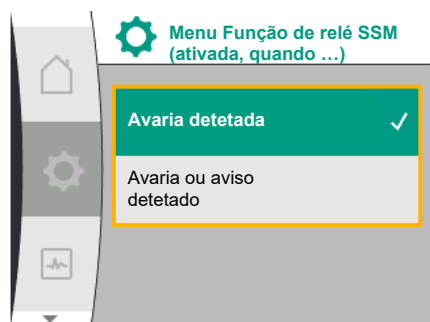 Menu Função de relé SSM
(ativada, quando …)
Avaria detetada
Avaria ou aviso
detetado